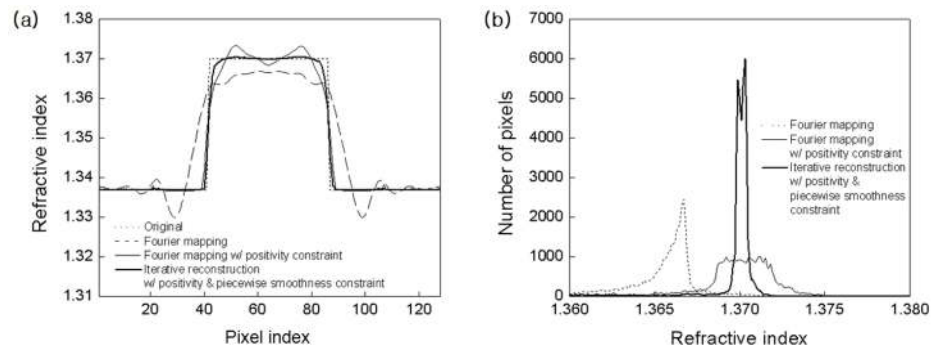 (a)
1.38
1.37
1.36
1.35
1.34
1.33
1.32
1.31
Refractive index
Original
Fourier mapping
Fourier mapping w/ positivity constraint
Iterative reconstruction
w/ positivity & piecewise smoothness constraint
20
40
60
80
100
120
Pixel index
(b)
7000
6000
5000
4000
3000
2000
1000
0
Number of pixels
Fourier mapping
Fourier mapping
w/ positivity constraint
Iterative reconstruction
w/ positivity &
piecewise smoothness
constraint
1.360
1.365
1.370
1.375
1.380
Refractive index